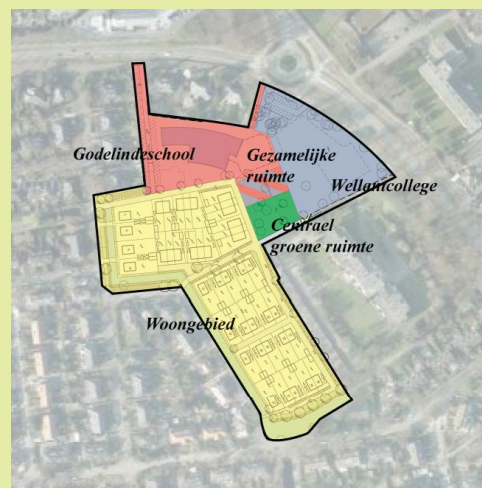 Godelindeschool
Gezamelijke
ruimte
Wellantcollege
Centrael
groene ruimte
Woongebied